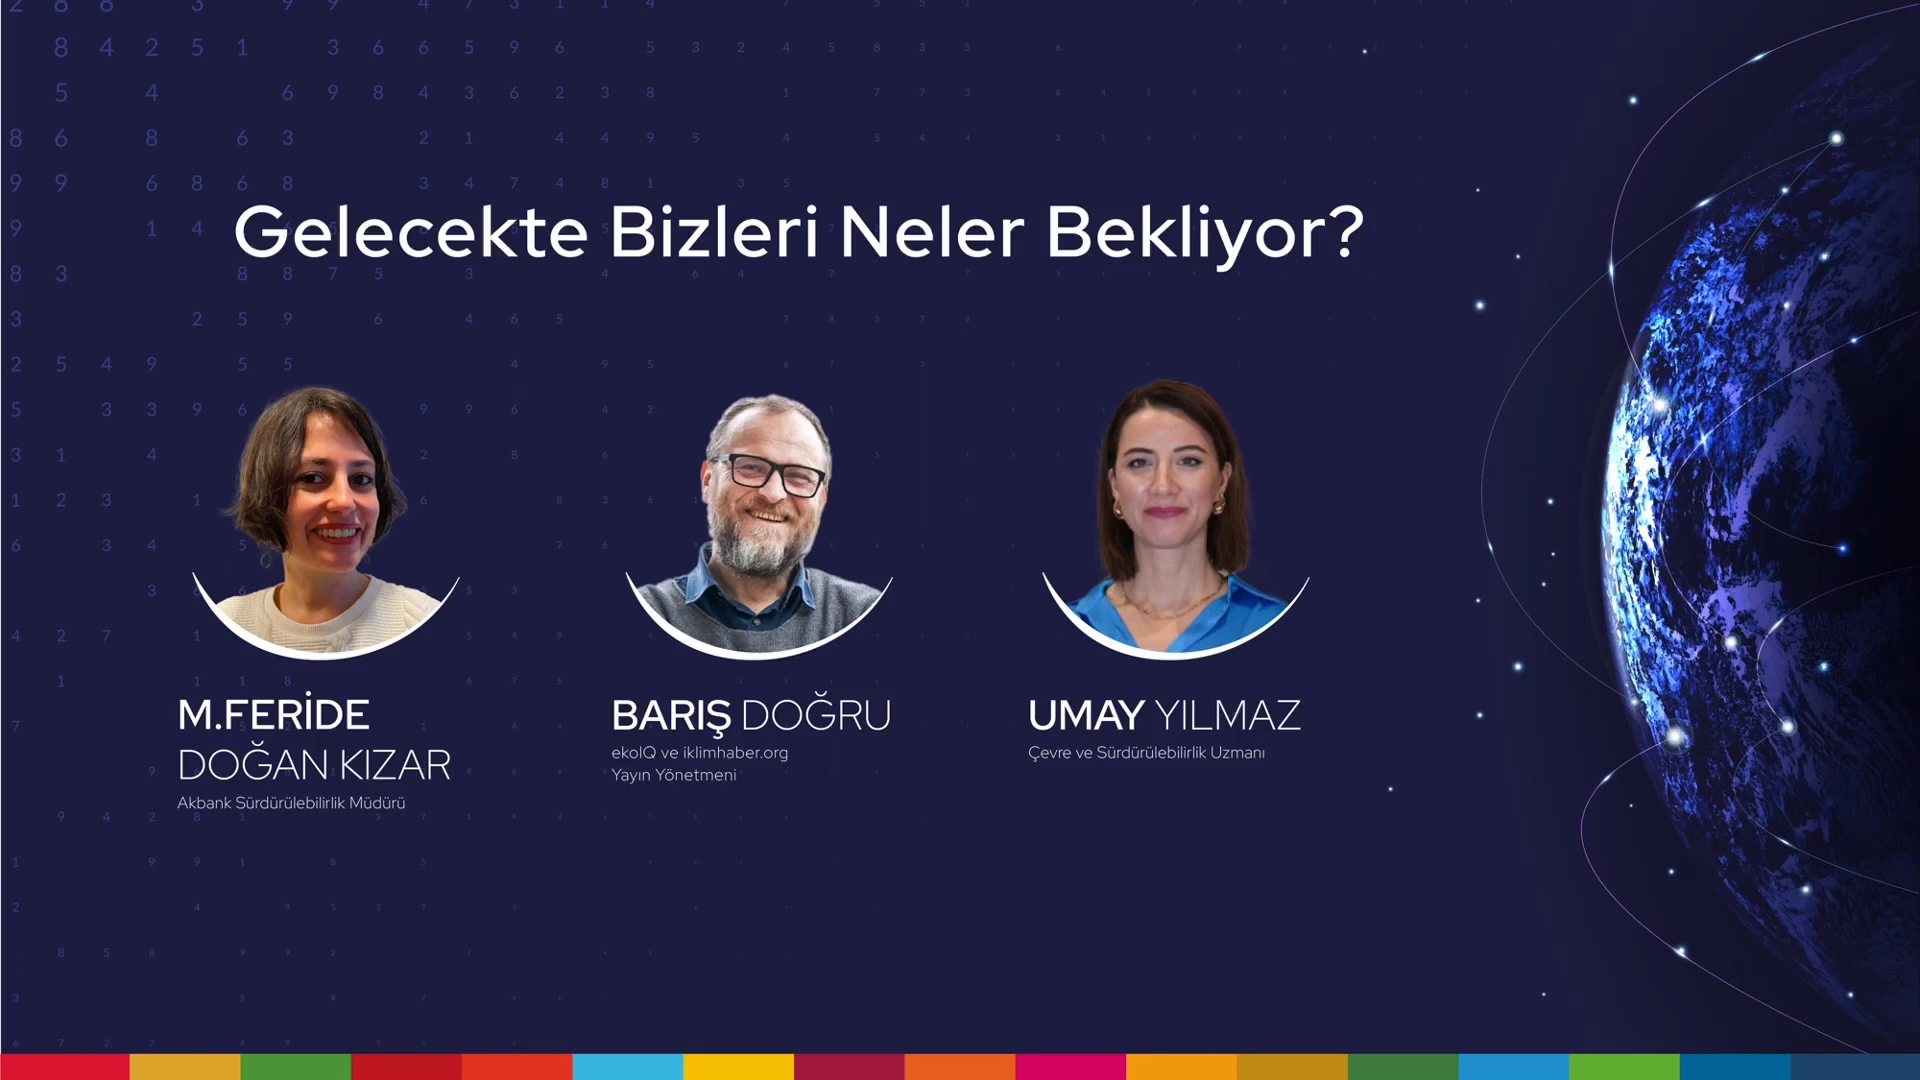 Gelecekte Bizleri Neler Bekliyor?
M.FERİDE
DOĞAN KIZAR
Akbank Sürdürülebilirlik Müdürü
BARIŞ DOĞRU
ekoIQ ve iklimhaber.org
Yayın Yönetmeni
UMAY YILMAZ
Çevre ve Sürdürülebilirlik Uzmanı